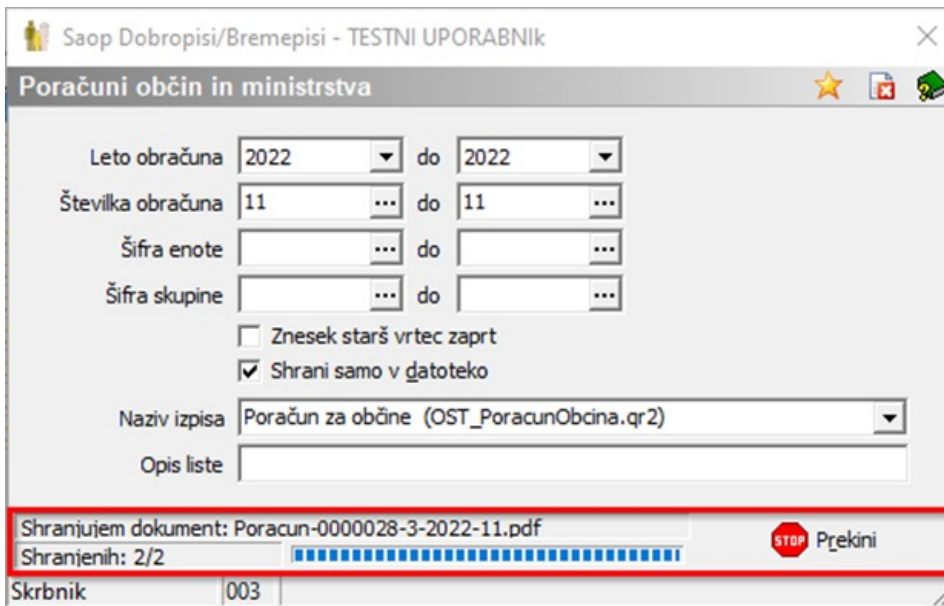 Saop Dobropisi/Bremepisi - TESTNI UPORABNIk
Poračuni občin in ministrstva
Leto obračuna 2022 do 2022
Številka obračuna 11 ... do 11 ...
Šifra enote ... do ...
Šifra skupine ... do ...
Znesek starš vrtec zaprt
Shrani samo v datoteko
Naziv izpisa Poračun za občine (OST_PoracunObcina.qr2)
Opis liste
Shranjujem dokument: Poracun-0000028-3-2022-11.pdf
Shranjenih: 2/2
STOP Prekini
Skrbnik 003